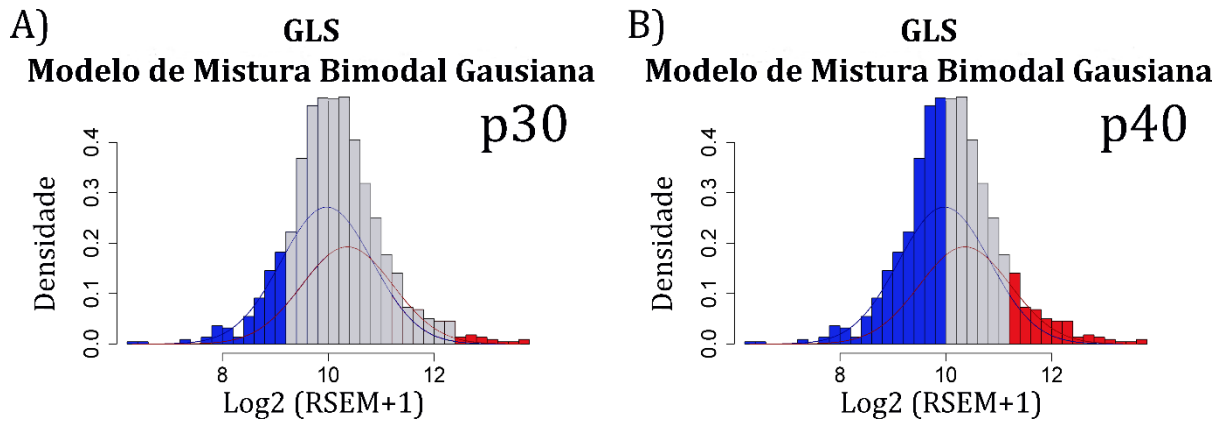 A)
GLS
Modelo de Mistura Bimodal Gausiana
p30
Densidade
0.0
0.1
0.2
0.3
0.4
8
10
12
Log2 (RSEM+1)
B)
GLS
Modelo de Mistura Bimodal Gausiana
p40
Densidade
0.0
0.1
0.2
0.3
0.4
8
10
12
Log2 (RSEM+1)